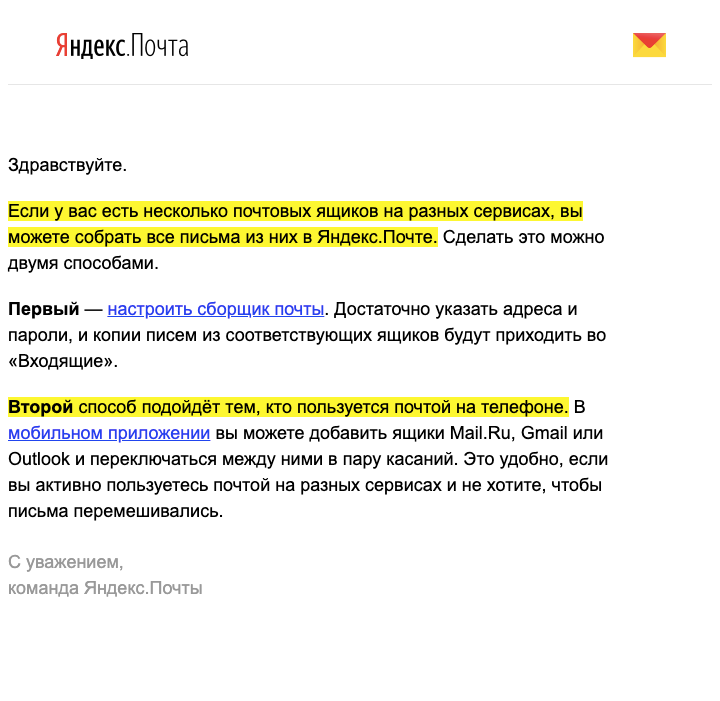 Яндекс.Почта
Здравствуйте.
Если у вас есть несколько почтовых ящиков на разных сервисах, вы
можете собрать все письма из них в Яндекс.Почте. Сделать это можно
двумя способами.
Первый — настроить сборщик почты. Достаточно указать адреса и
пароли, и копии писем из соответствующих ящиков будут приходить во
«Входящие».
Второй способ подойдёт тем, кто пользуется почтой на телефоне. В
мобильном приложении вы можете добавить ящики Mail.Ru, Gmail или
Outlook и переключаться между ними в пару касаний. Это удобно, если
вы активно пользуетесь почтой на разных сервисах и не хотите, чтобы
письма перемешивались.
С уважением,
команда Яндекс.Почты